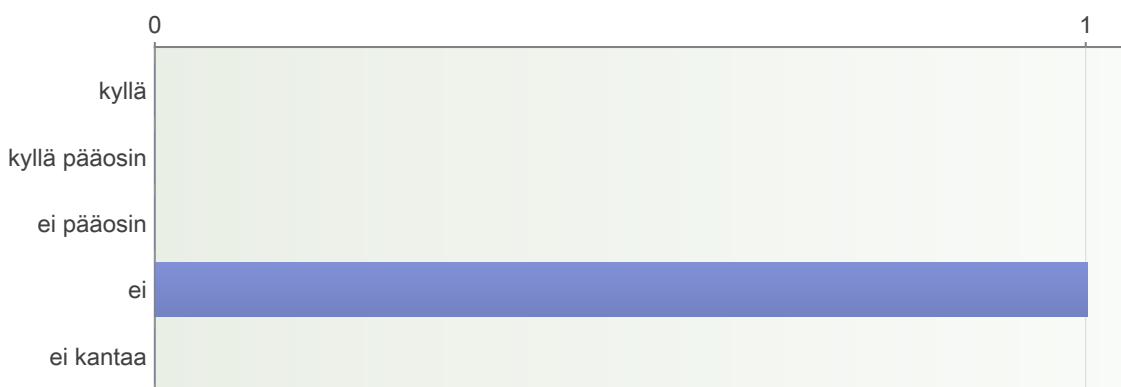 0 1
kyllä
kyllä pääosin
ei pääosin
ei
ei kantaa